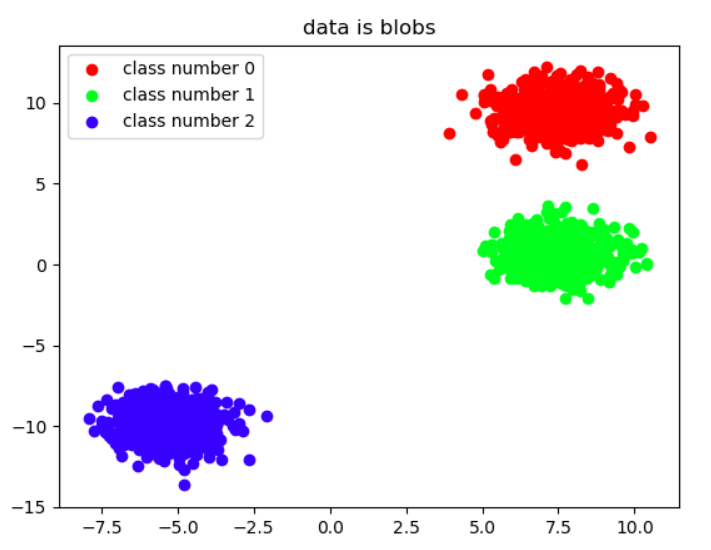 data is blobs
class number 0
class number 1
class number 2
10
5
0
−5
−10
−15
−7.5 −5.0 −2.5 0.0 2.5 5.0 7.5 10.0